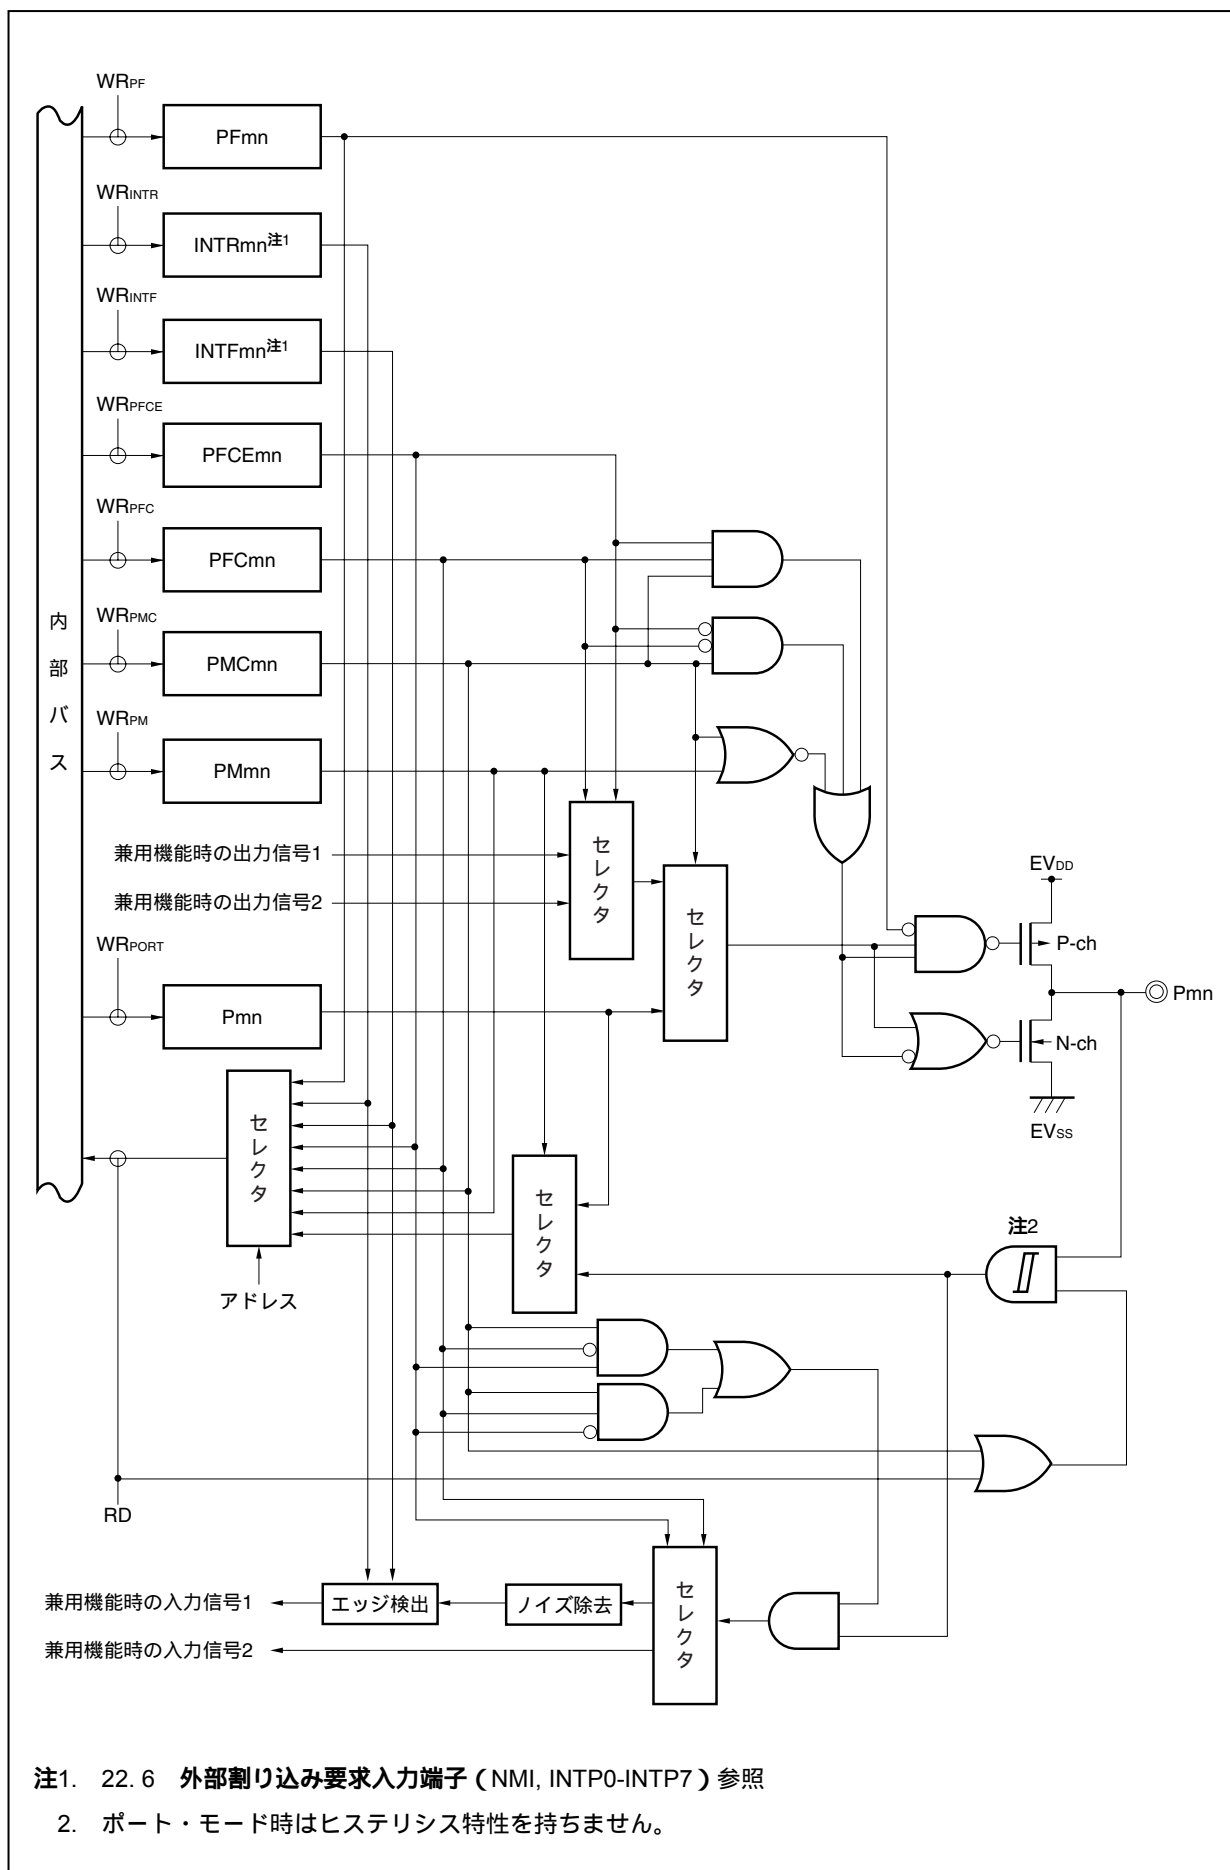 WRPF
PFmn
WRINTR
INTRmn注1
WRINTF
INTFmn注1
WRPFCE
PFCEmn
WRPFC
PFCmn
内部バス
WRPMC
PMCmn
WRPM
PMmn
兼用機能時の出力信号1
兼用機能時の出力信号2
セレクタ
セレクタ
EVDD
P-ch
WRPORT
Pmn
Pmn
N-ch
EVSS
セレクタ
アドレス
セレクタ
注2
RD
兼用機能時の入力信号1
エッジ検出
ノイズ除去
セレクタ
兼用機能時の入力信号2
注1. 22. 6 外部割り込み要求入力端子(NMI, INTP0-INTP7)参照
2. ポート・モード時はヒステリシス特性を持ちません。